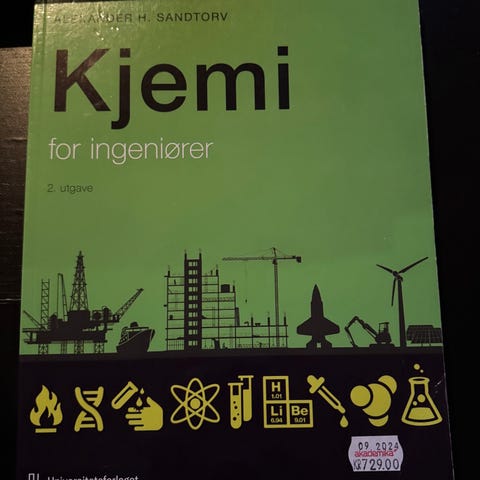 ALEXANDER H. SANDTORV
Kjemi
for ingeniører
2. utgave
H
1.01
Li
6.94
Be
9.01
09.2024
akademika
KR729.00
Universitetsforlaget